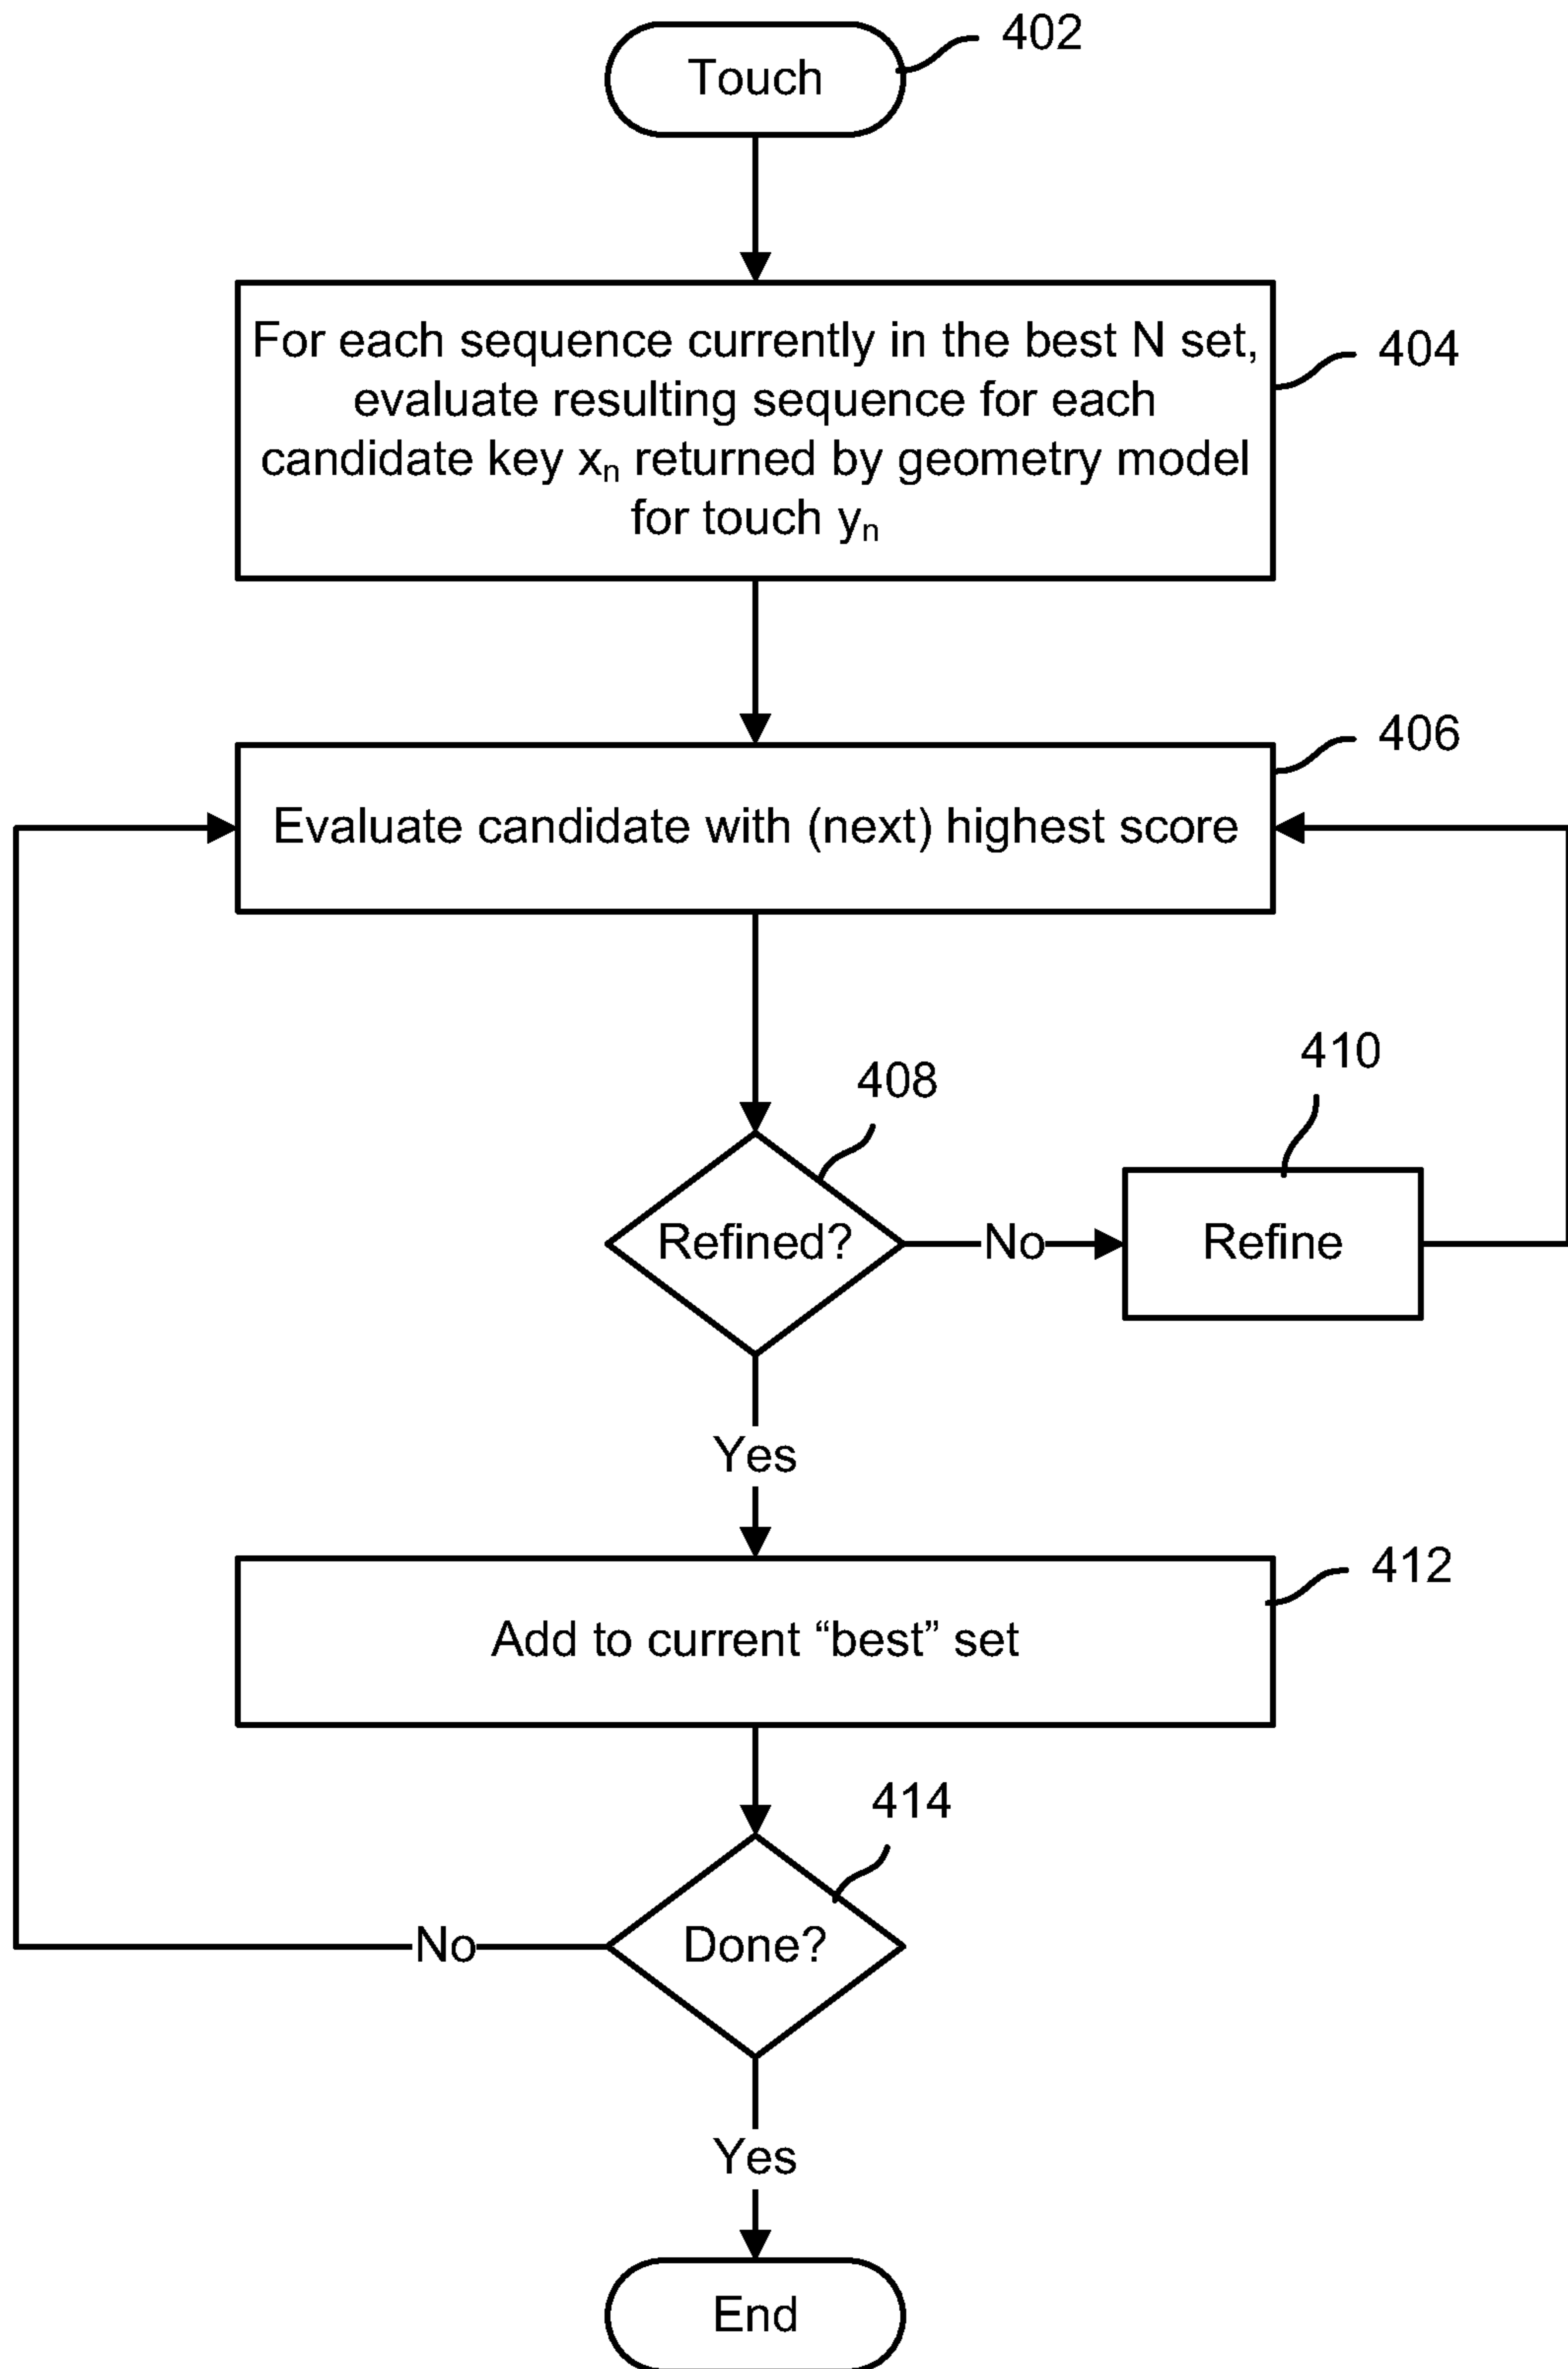 402
Touch
404
For each sequence currently in the best N set,
evaluate resulting sequence for each
candidate key xₙ returned by geometry model
for touch yₙ
406
Evaluate candidate with (next) highest score
408
410
Refined?
No
Refine
Yes
412
Add to current “best” set
414
Done?
No
Yes
End